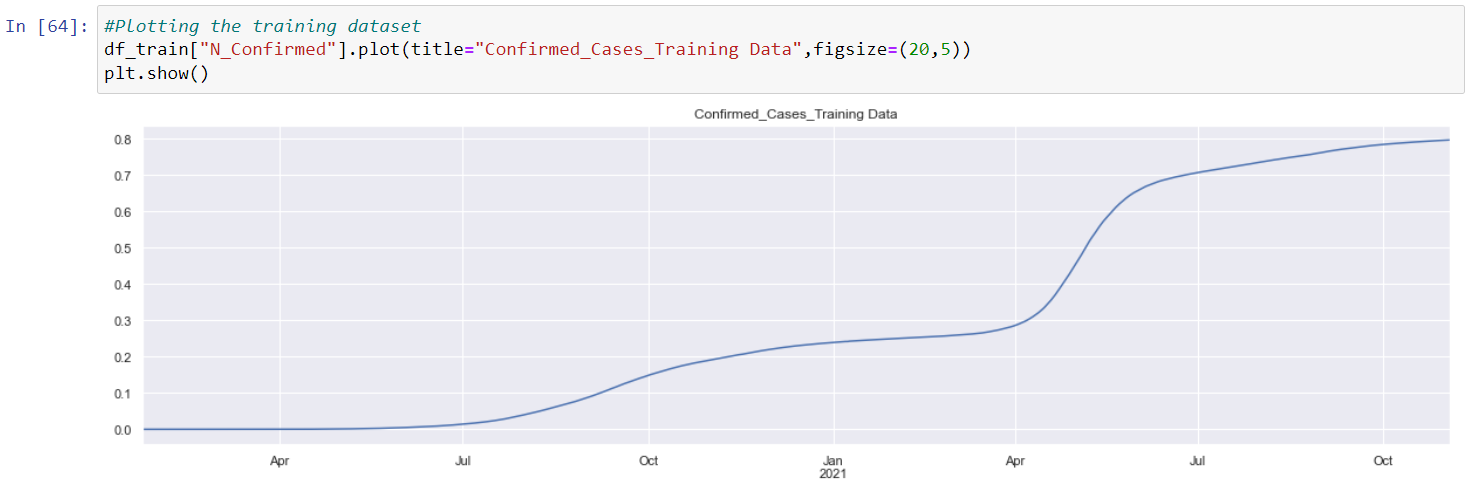 In [64]: #Plotting the training dataset
df_train["N_Confirmed"].plot(title="Confirmed_Cases_Training Data",figsize=(20,5))
plt.show()
Confirmed_Cases_Training Data
0.8
0.7
0.6
0.5
0.4
0.3
0.2
0.1
0.0
Apr Jul Oct Jan Apr Jul Oct
2021